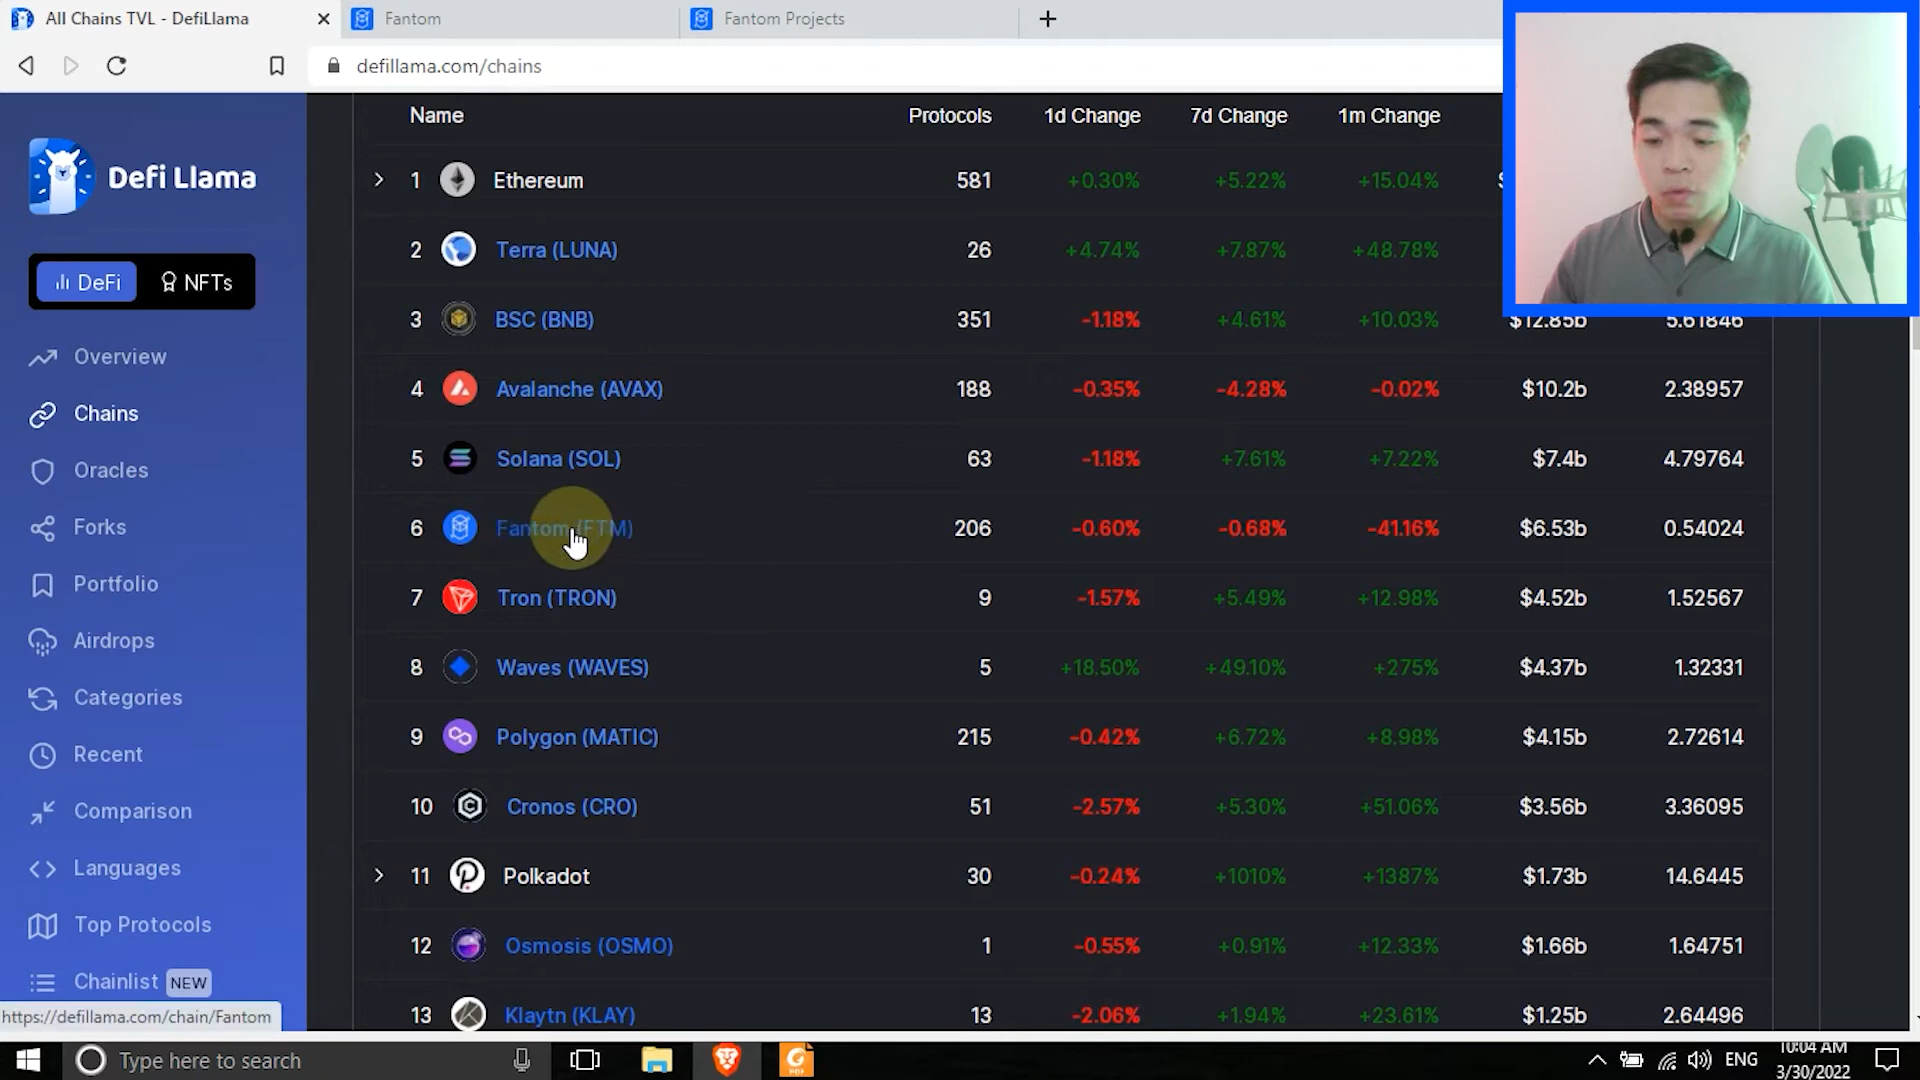 All Chains TVL - DefiLlama
Fantom
Fantom Projects
defillama.com/chains
Defi Llama
DeFi NFTs
Overview
Chains
Oracles
Forks
Portfolio
Airdrops
Categories
Recent
Comparison
Languages
Top Protocols
Chainlist NEW
https://defillama.com/chain/Fantom
Name Protocols 1d Change 7d Change 1m Change
1 Ethereum 581 +0.30% +5.22% +15.04%
2 Terra (LUNA) 26 +4.74% +7.87% +48.78%
3 BSC (BNB) 351 -1.18% +4.61% +10.03% $12.85b 5.61846
4 Avalanche (AVAX) 188 -0.35% -4.28% -0.02% $10.2b 2.38957
5 Solana (SOL) 63 -1.18% +7.61% +7.22% $7.4b 4.79764
6 Fantom (FTM) 206 -0.60% -0.68% -41.16% $6.53b 0.54024
7 Tron (TRON) 9 -1.57% +5.49% +12.98% $4.52b 1.52567
8 Waves (WAVES) 5 +18.50% +49.10% +275% $4.37b 1.32331
9 Polygon (MATIC) 215 -0.42% +6.72% +8.98% $4.15b 2.72614
10 Cronos (CRO) 51 -2.57% +5.30% +51.06% $3.56b 3.36095
11 Polkadot 30 -0.24% +1010% +1387% $1.73b 14.6445
12 Osmosis (OSMO) 1 -0.55% +0.91% +12.33% $1.66b 1.64751
13 Klaytn (KLAY) 13 -2.06% +1.94% +23.61% $1.25b 2.64496
Type here to search
PDF
ENG
10:04 AM
3/30/2022